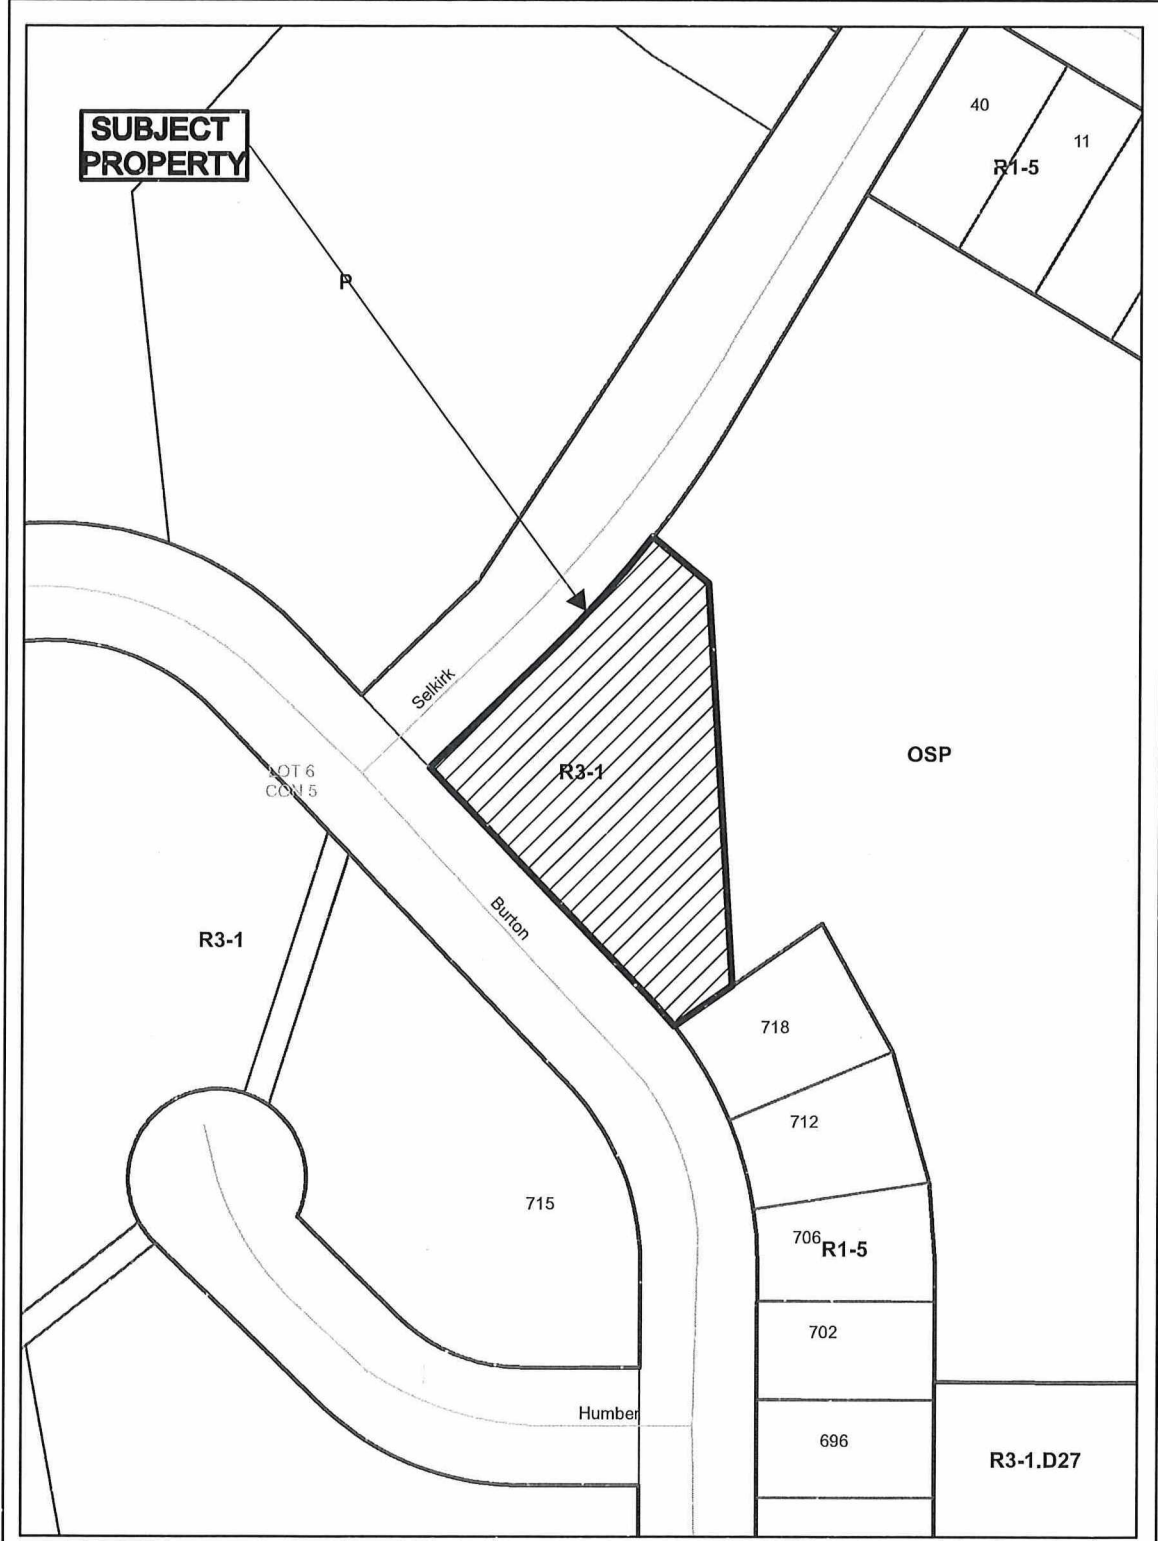 SUBJECT
PROPERTY
40
11
R1-5
P
Selkirk
LOT 6
CON 5
R3-1
OSP
Burton
R3-1
718
712
715
706
R1-5
702
Humber
696
R3-1.D27